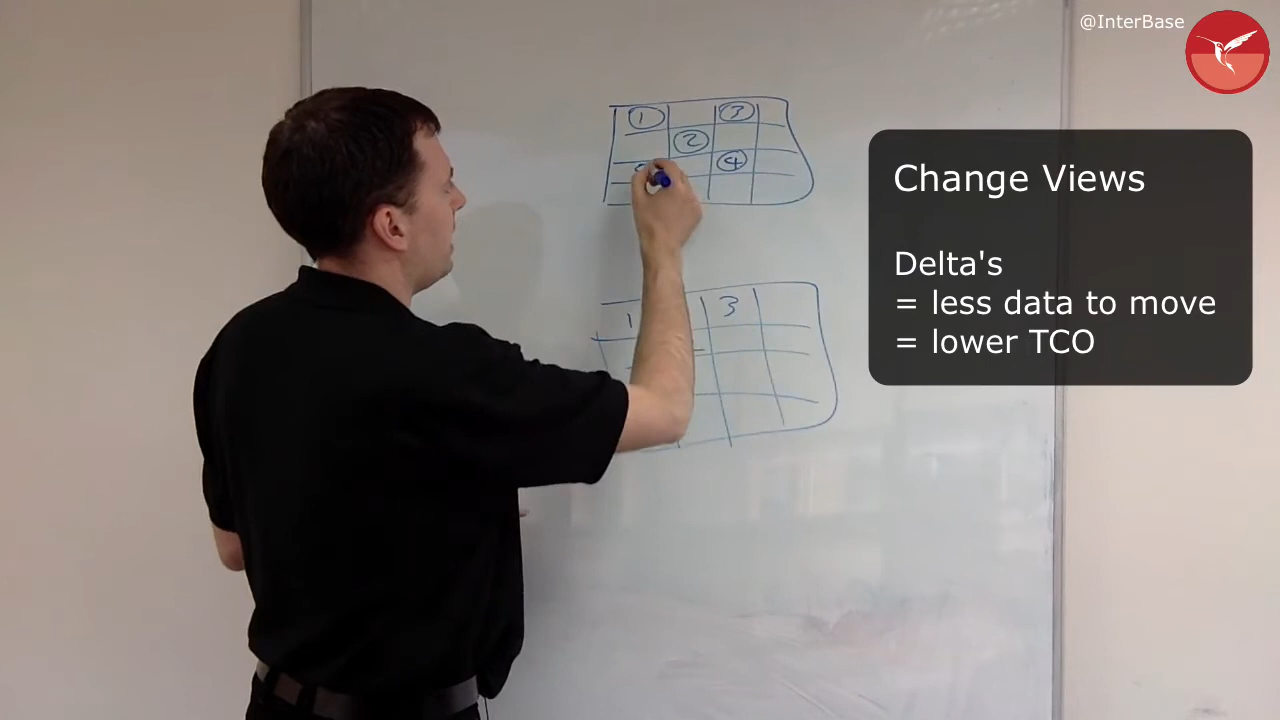 @InterBase
1 3
2
4
Change Views
Delta's
= less data to move
= lower TCO
1 3